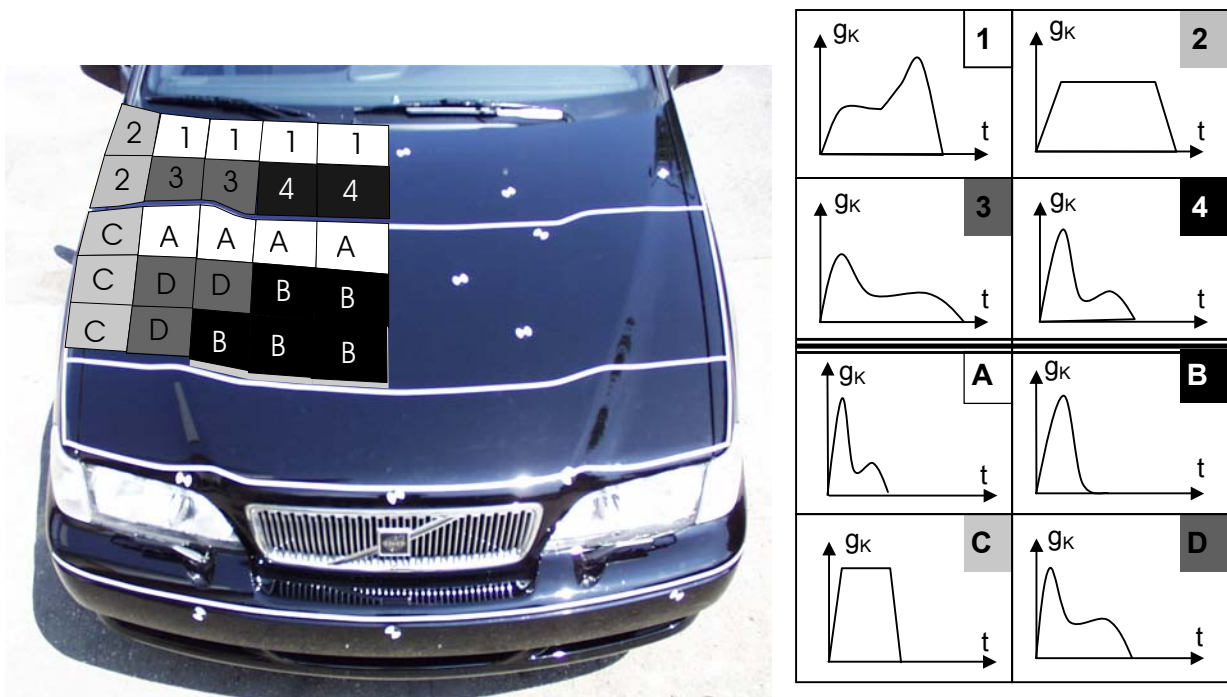 2 1 1 1 1
2 3 3 4 4
C A A A A
C D D B B
C D B B B
gK 1
t
gK 2
t
gK 3
t
gK 4
t
gK A
t
gK B
t
gK C
t
gK D
t